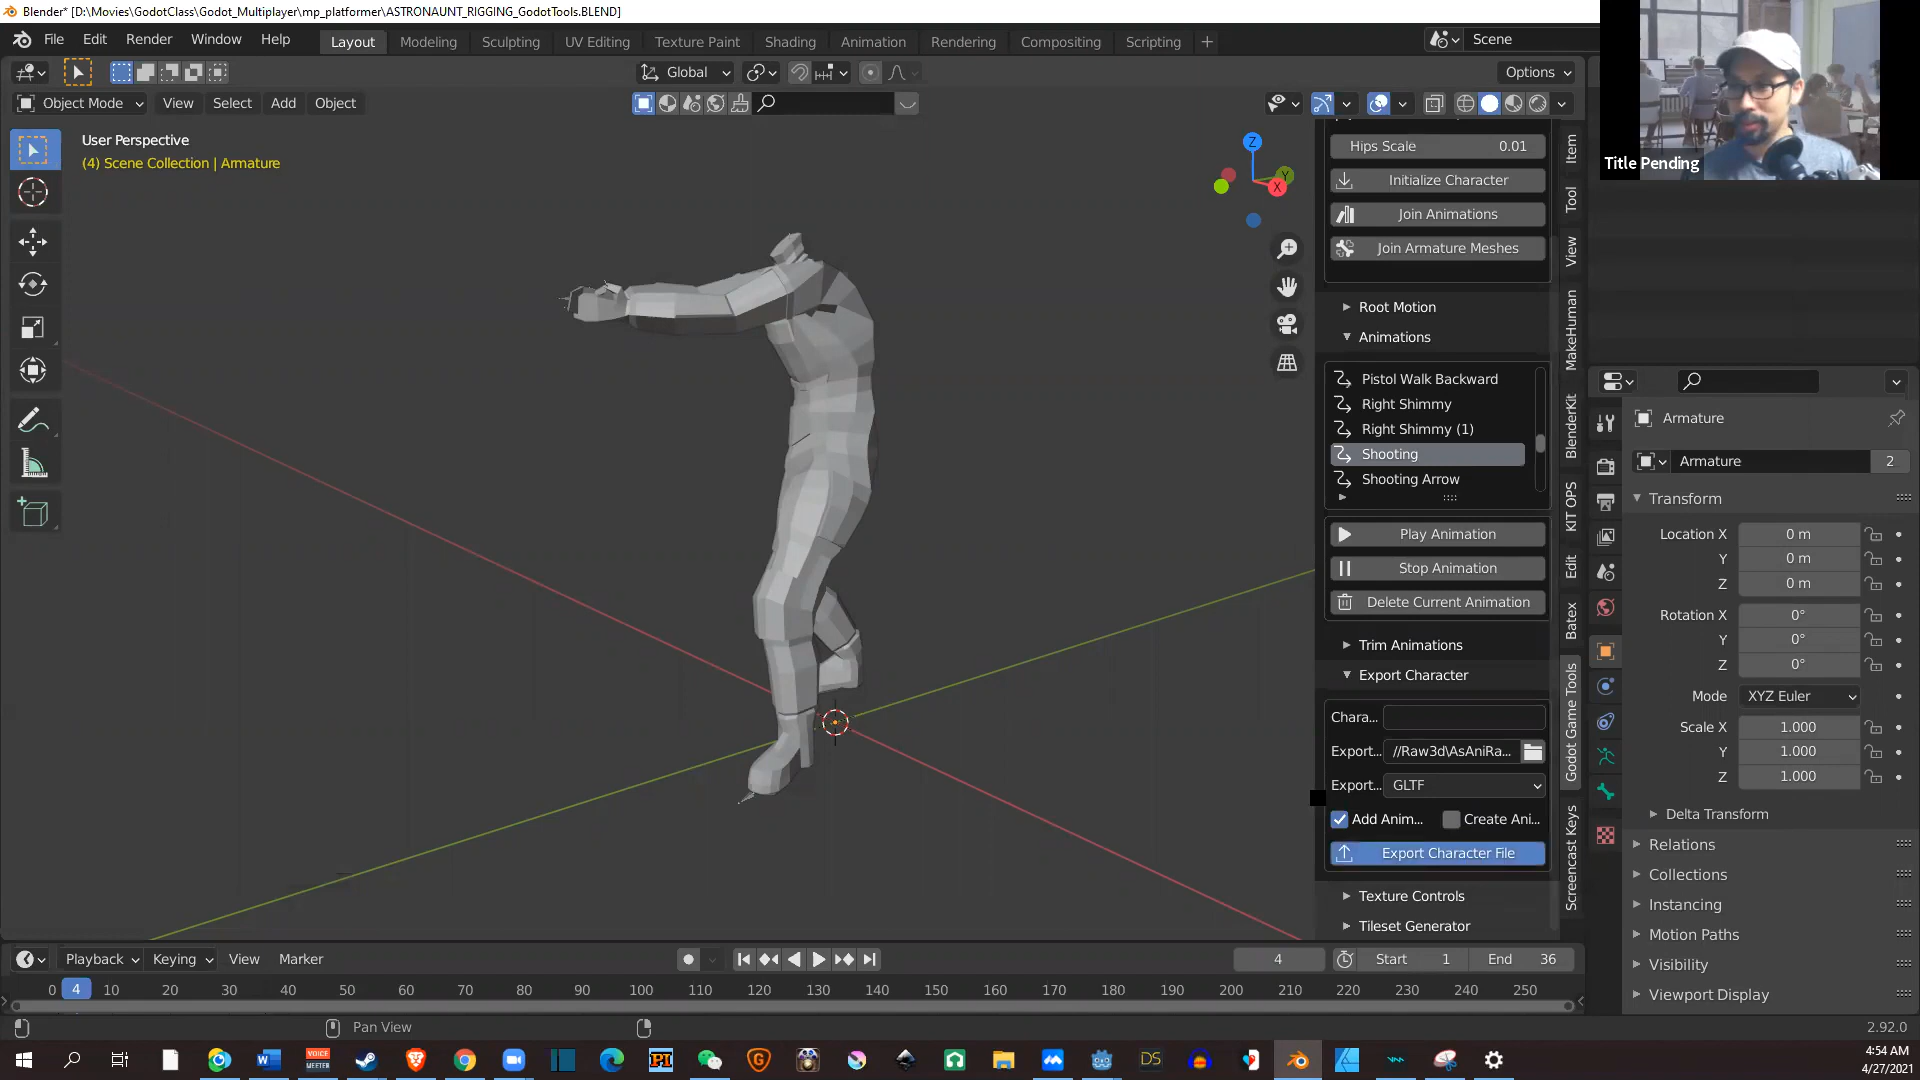 Blender* [D:\Movies\GodotClass\Godot_Multiplayer\mp_platformer\ASTRONAUNT_RIGGING_GodotTools.BLEND]
File Edit Render Window Help Layout Modeling Sculpting UV Editing Texture Paint Shading Animation Rendering Compositing Scripting + Scene
Global Options
Object Mode View Select Add Object
User Perspective
(4) Scene Collection | Armature
Z
Y
X
Title Pending
Hips Scale 0.01
Initialize Character
Join Animations
Join Armature Meshes
Root Motion
Animations
Pistol Walk Backward
Right Shimmy
Right Shimmy (1)
Shooting
Shooting Arrow
Play Animation
Stop Animation
Delete Current Animation
Trim Animations
Export Character
Chara...
Export... //Raw3d\AsAniRa...
Export... GLTF
Add Anim... Create Ani...
Export Character File
Texture Controls
Tileset Generator
Item
Tool
View
MakeHuman
BlenderKit
KIT OPS
Edit
Batex
Godot Game Tools
Screencast Keys
Armature
Armature 2
Transform
Location X 0 m
Y 0 m
Z 0 m
Rotation X 0°
Y 0°
Z 0°
Mode XYZ Euler
Scale X 1.000
Y 1.000
Z 1.000
Delta Transform
Relations
Collections
Instancing
Motion Paths
Visibility
Viewport Display
Playback Keying View Marker 4 Start 1 End 36
0 4 10 20 30 40 50 60 70 80 90 100 110 120 130 140 150 160 170 180 190 200 210 220 230 240 250
Pan View 2.92.0
W VOICE MEETER PI G DS
4:54 AM
4/27/2021